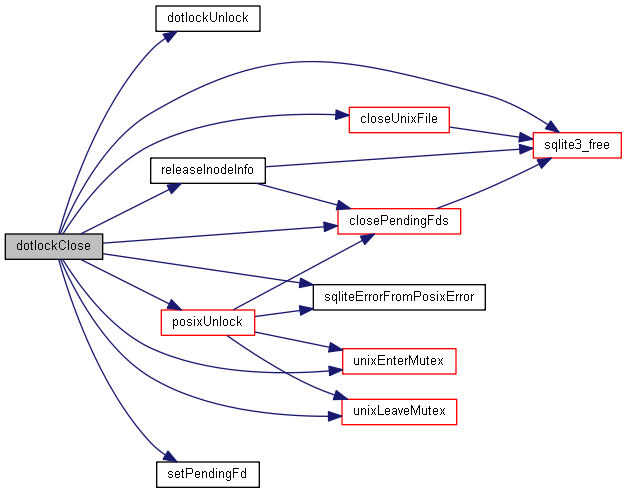 dotlockUnlock
closeUnixFile
sqlite3_free
releaseInodeInfo
closePendingFds
dotlockClose
sqliteErrorFromPosixError
posixUnlock
unixEnterMutex
unixLeaveMutex
setPendingFd